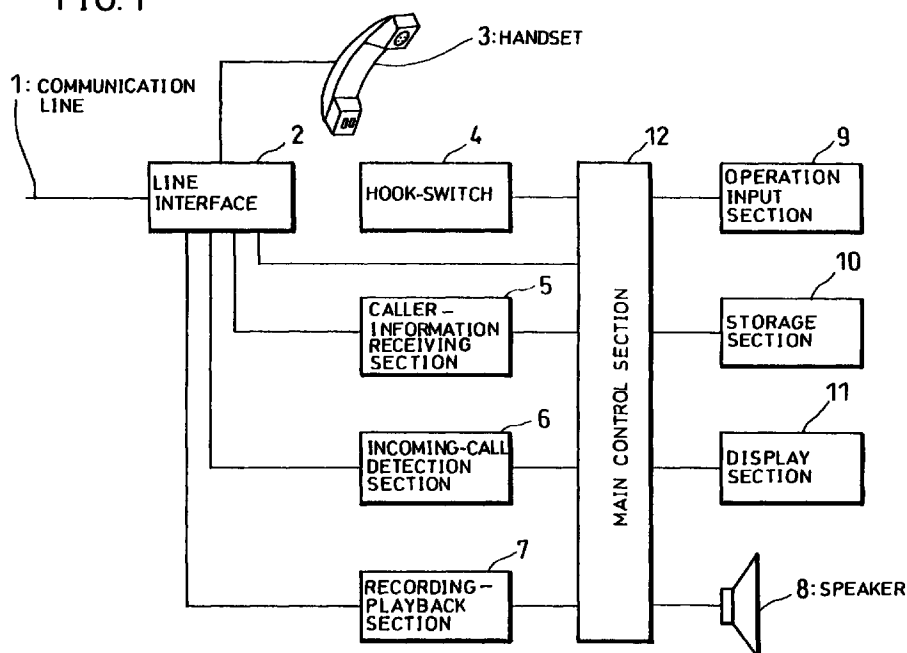 FIG. 1
3: HANDSET
1: COMMUNICATION
LINE
2
LINE
INTERFACE
4
HOOK-SWITCH
12
MAIN CONTROL SECTION
9
OPERATION
INPUT
SECTION
5
CALLER-
INFORMATION
RECEIVING
SECTION
10
STORAGE
SECTION
6
INCOMING-CALL
DETECTION
SECTION
11
DISPLAY
SECTION
7
RECORDING-
PLAYBACK
SECTION
8: SPEAKER